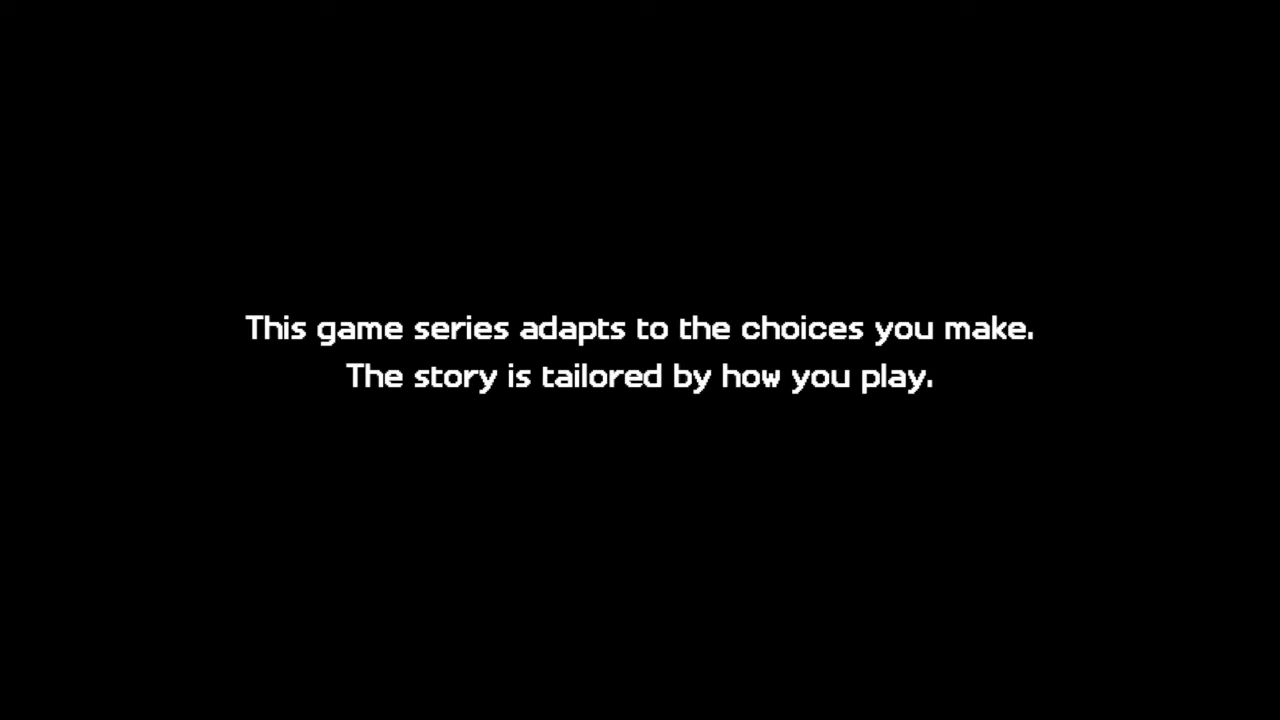 This game series adapts to the choices you make.
The story is tailored by how you play.